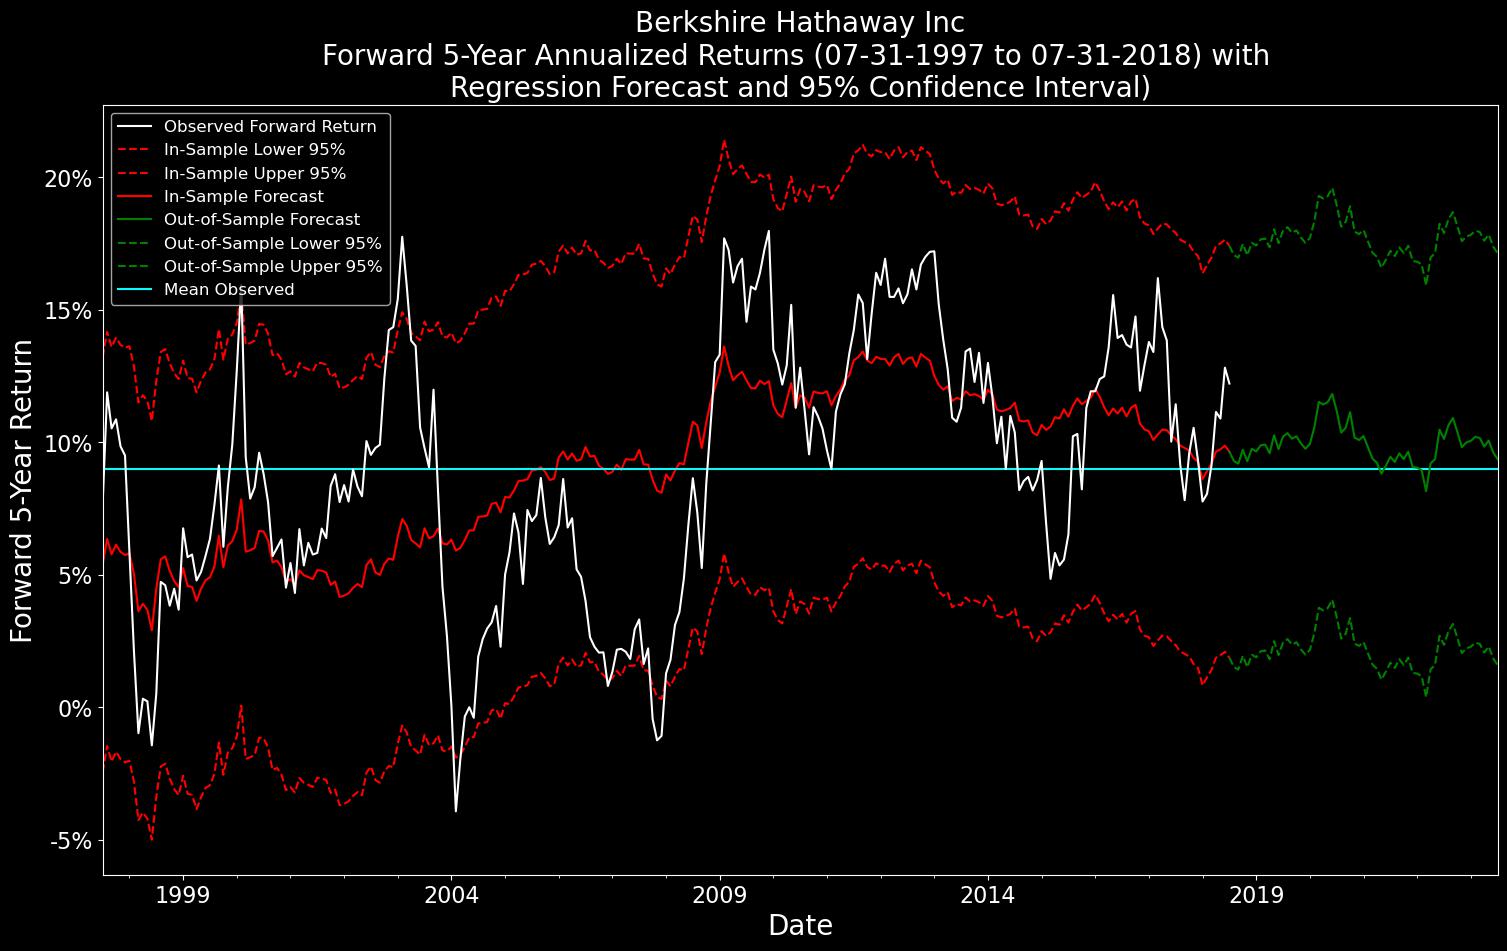 Berkshire Hathaway Inc
Forward 5-Year Annualized Returns (07-31-1997 to 07-31-2018) with
Regression Forecast and 95% Confidence Interval)
Observed Forward Return
In-Sample Lower 95%
In-Sample Upper 95%
In-Sample Forecast
Out-of-Sample Forecast
Out-of-Sample Lower 95%
Out-of-Sample Upper 95%
Mean Observed
Forward 5-Year Return
20%
15%
10%
5%
0%
-5%
1999
2004
2009
2014
2019
Date